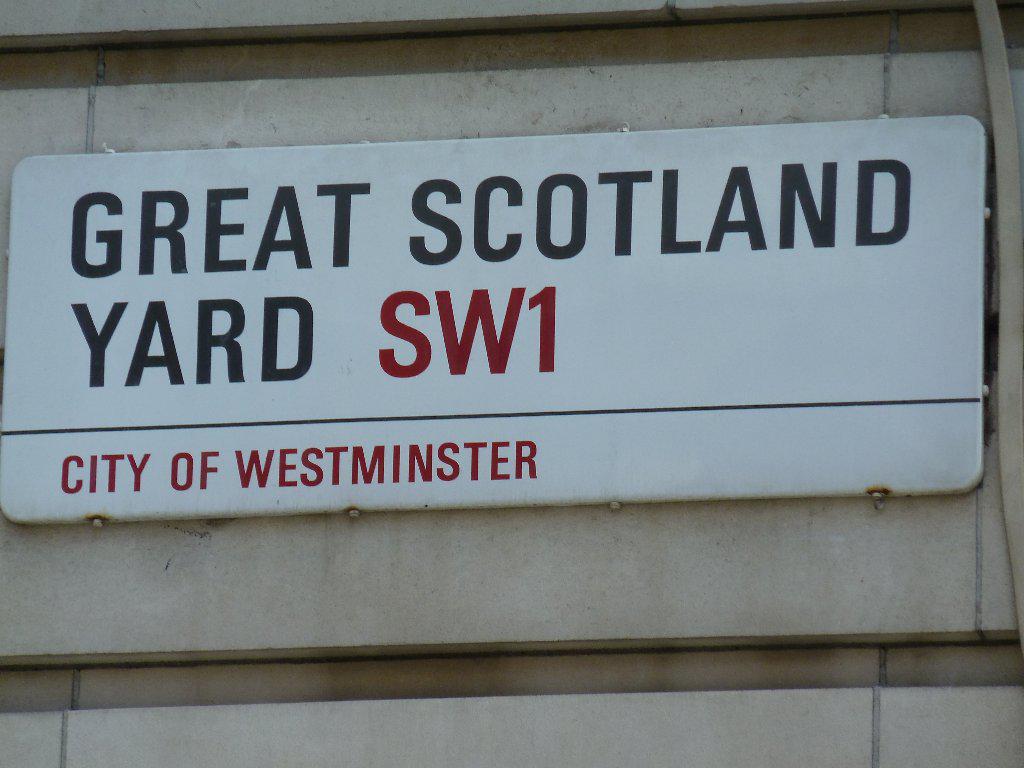 GREAT SCOTLAND
YARD SW1
CITY OF WESTMINSTER